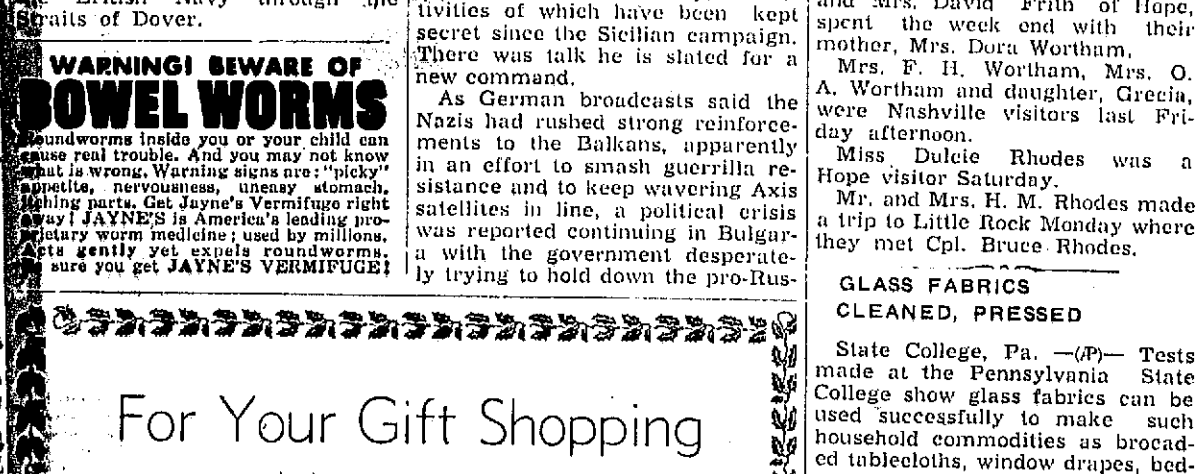 British Navy through the
Straits of Dover.
WARNING! BEWARE OF
BOWEL WORMS
Roundworms inside you or your child can
cause real trouble. And you may not know
what is wrong. Warning signs are: "picky"
appetite, nervousness, uneasy stomach,
itching parts. Get Jayne's Vermifuge right
away! JAYNE'S is America's leading pro-
prietary worm medicine; used by millions.
Acts gently yet expels roundworms.
Be sure you get JAYNE'S VERMIFUGE!
tivities of which have been kept
secret since the Sicilian campaign.
There was talk he is slated for a
new command.
As German broadcasts said the
Nazis had rushed strong reinforce-
ments to the Balkans, apparently
in an effort to smash guerrilla re-
sistance and to keep wavering Axis
satellites in line, a political crisis
was reported continuing in Bulgar-
a with the government desperate-
ly trying to hold down the pro-Rus-
For Your Gift Shopping
and Mrs. David Frith of Hope,
spent the week end with their
mother, Mrs. Dora Wortham,
Mrs. F. H. Wortham, Mrs. O.
A. Wortham and daughter, Grecia,
were Nashville visitors last Fri-
day afternoon.
Miss Dulcie Rhodes was a
Hope visitor Saturday.
Mr. and Mrs. H. M. Rhodes made
a trip to Little Rock Monday where
they met Cpl. Bruce Rhodes.
GLASS FABRICS
CLEANED, PRESSED
State College, Pa. —(AP)— Tests
made at the Pennsylvania State
College show glass fabrics can be
used successfully to make such
household commodities as brocad-
ed tablecloths, window drapes, bed-